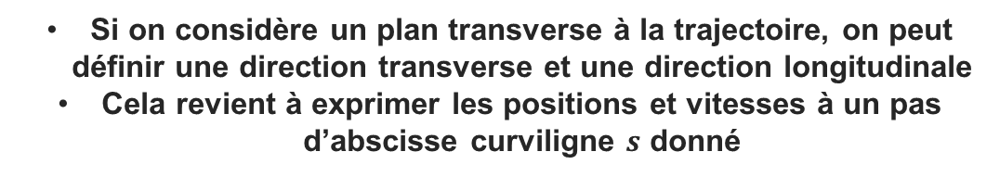 • Si on considère un plan transverse à la trajectoire, on peut
définir une direction transverse et une direction longitudinale
• Cela revient à exprimer les positions et vitesses à un pas
d’abscisse curviligne s donné